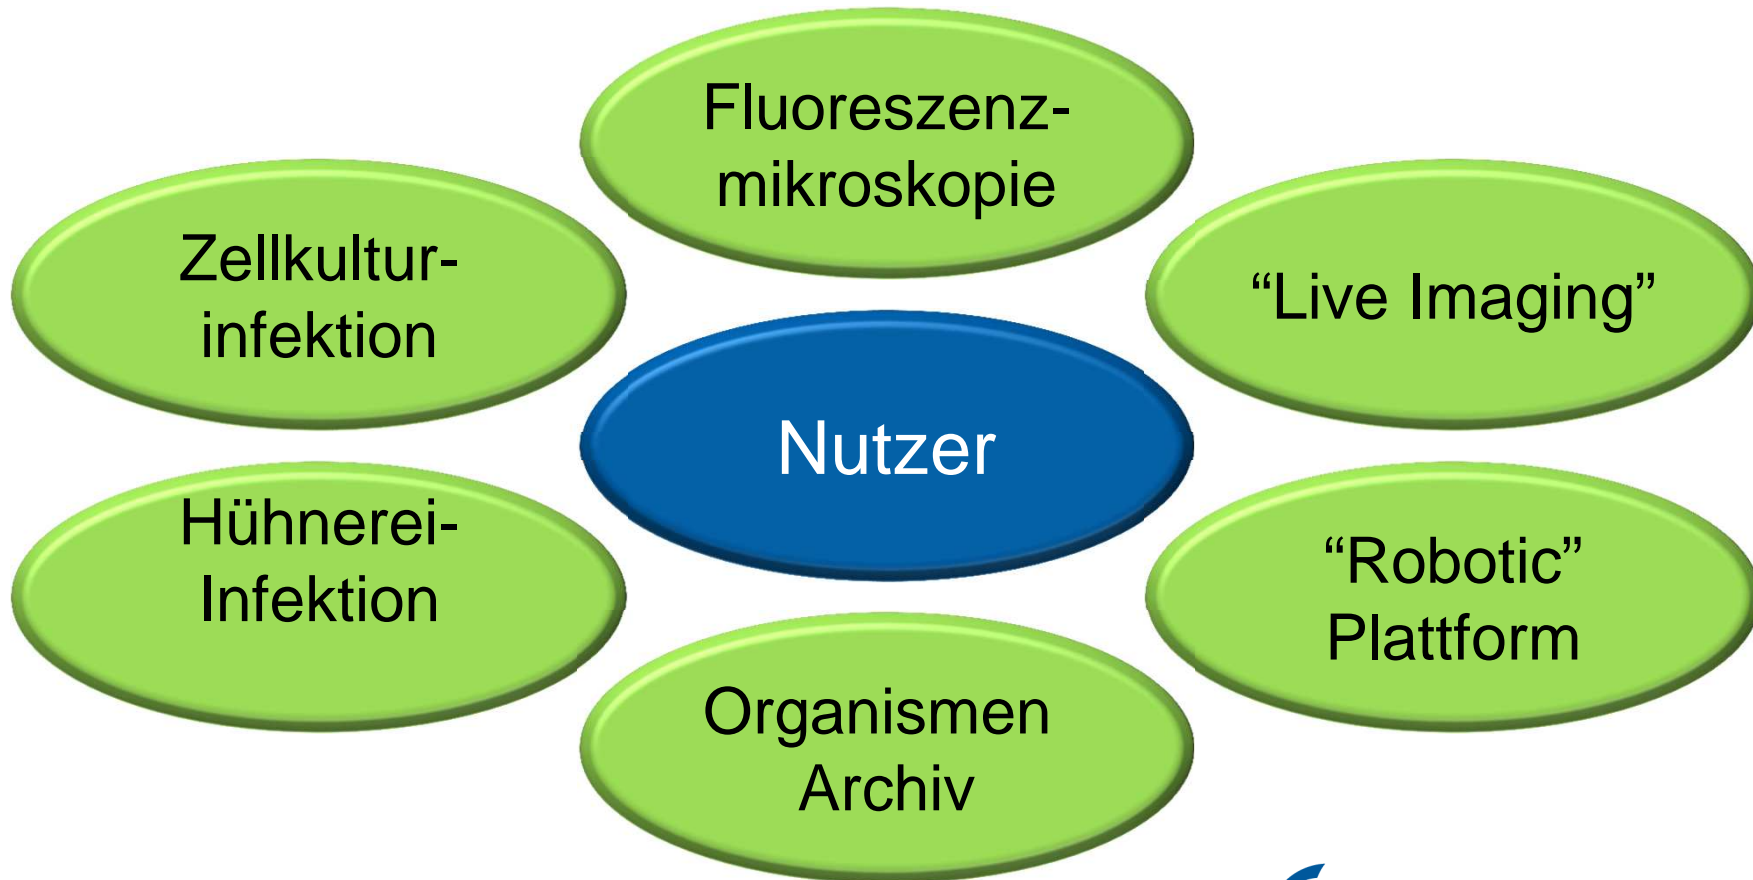 Fluoreszenz-
mikroskopie
Zellkultur-
infektion
“Live Imaging”
Nutzer
Hühnerei-
Infektion
“Robotic”
Plattform
Organismen
Archiv